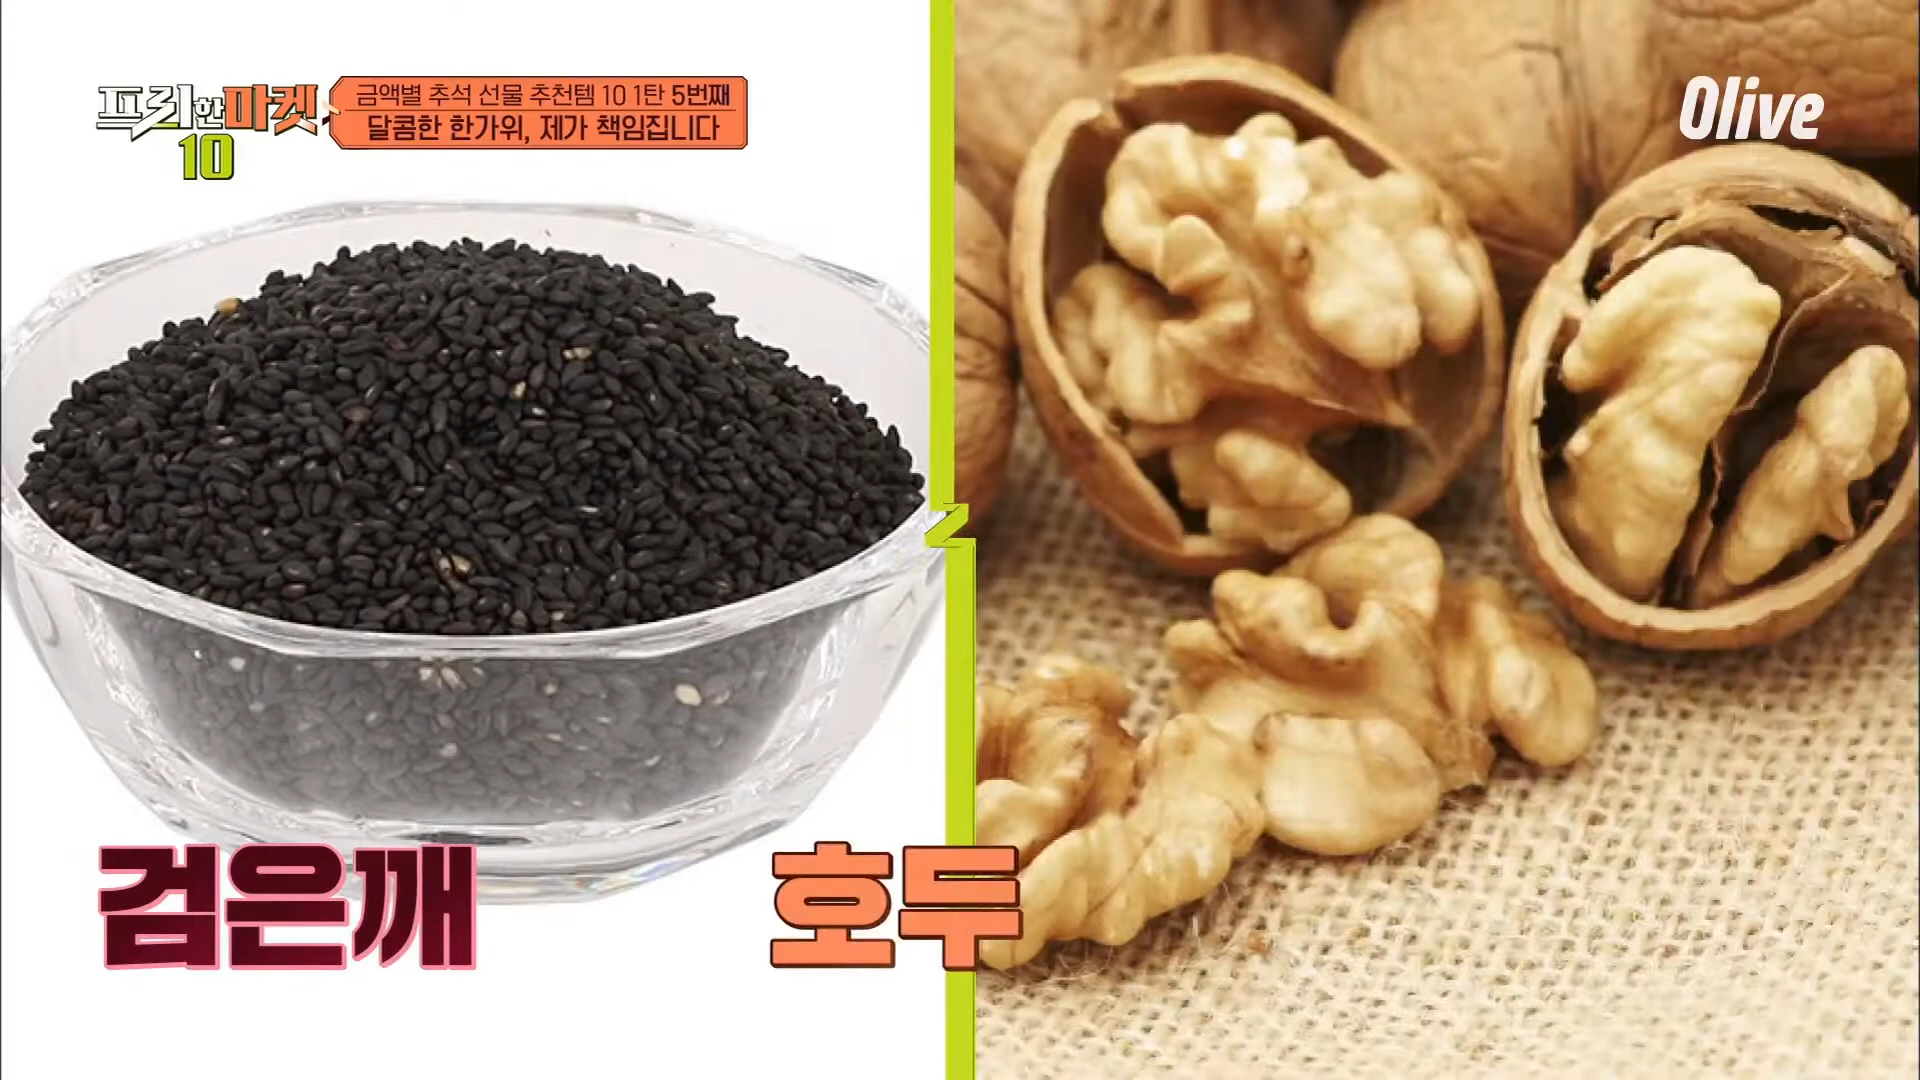 프리한마켓
10
금액별 추석 선물 추천템 10 1탄 5번째
달콤한 한가위, 제가 책임집니다
Olive
검은깨
호두